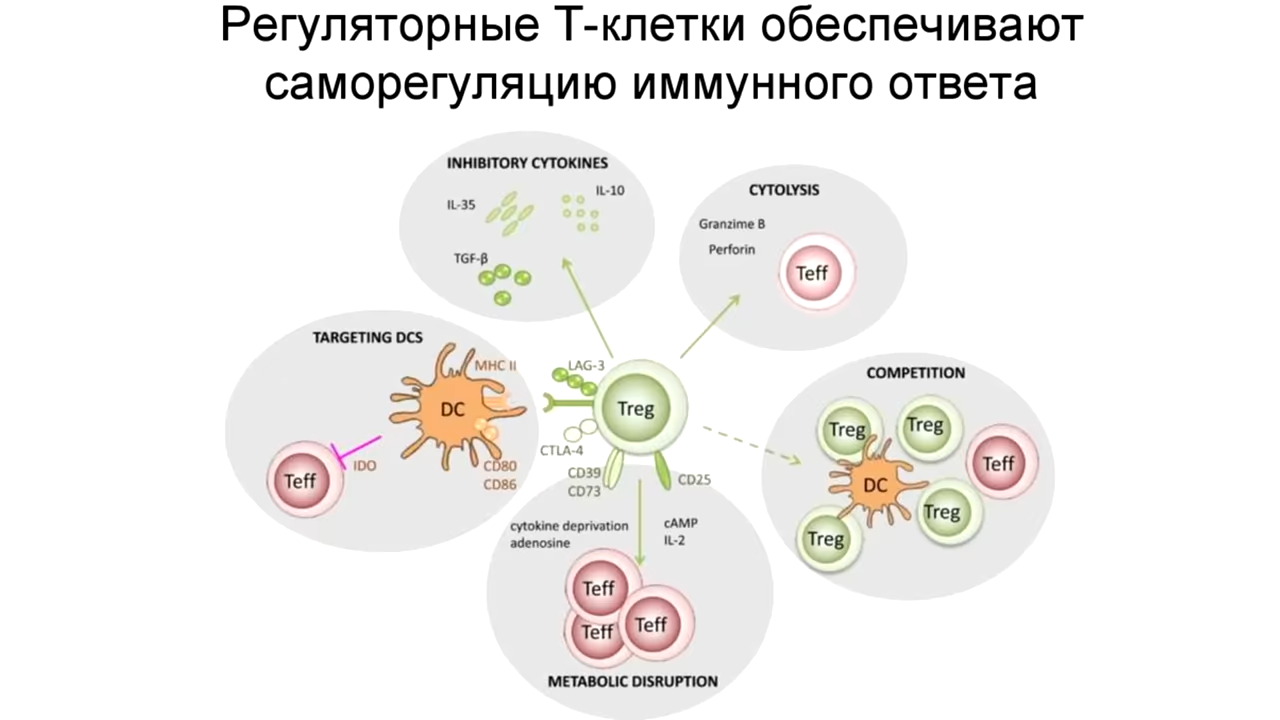 Регуляторные Т-клетки обеспечивают
саморегуляцию иммунного ответа
INHIBITORY CYTOKINES
IL-35
IL-10
TGF-β
CYTOLYSIS
Granzime B
Perforin
Teff
TARGETING DCS
MHC II
DC
IDO
Teff
CD80
CD86
LAG-3
Treg
CTLA-4
CD39
CD73
CD25
COMPETITION
Treg
Treg
Teff
DC
Treg
Treg
cytokine deprivation
adenosine
cAMP
IL-2
Teff
Teff
Teff
METABOLIC DISRUPTION